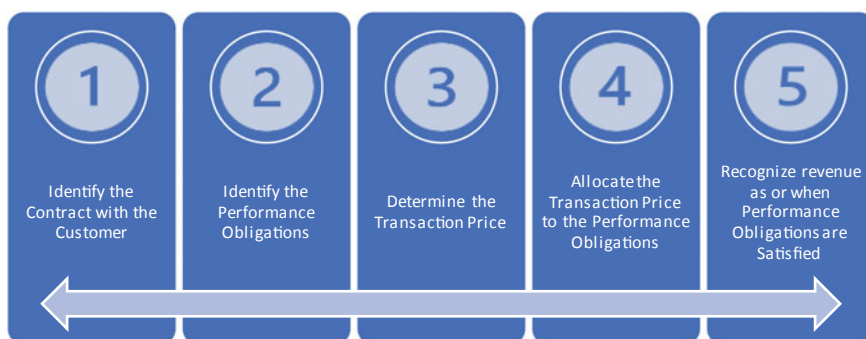 1
Identify the
Contract with the
Customer
2
Identify the
Performance
Obligations
3
Determine the
Transaction Price
4
Allocate the
Transaction Price
to the Performance
Obligations
5
Recognize revenue
as or when
Performance
Obligations are
Satisfied